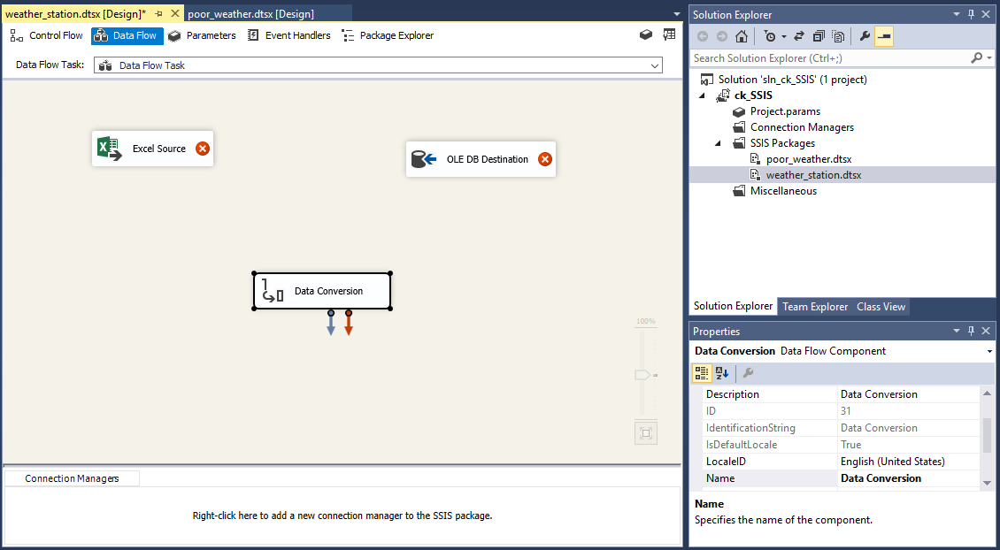 weather_station.dtsx [Design]*
poor_weather.dtsx [Design]
Control Flow
Data Flow
Parameters
Event Handlers
Package Explorer
Data Flow Task:
Data Flow Task
Excel Source
OLE DB Destination
Data Conversion
100%
Connection Managers
Right-click here to add a new connection manager to the SSIS package.
Solution Explorer
Search Solution Explorer (Ctrl+;)
Solution 'sln_ck_SSIS' (1 project)
ck_SSIS
Project.params
Connection Managers
SSIS Packages
poor_weather.dtsx
weather_station.dtsx
Miscellaneous
Solution Explorer
Team Explorer
Class View
Properties
Data Conversion Data Flow Component
Description Data Conversion
ID 31
IdentificationString Data Conversion
IsDefaultLocale True
LocaleID English (United States)
Name Data Conversion
Name
Specifies the name of the component.